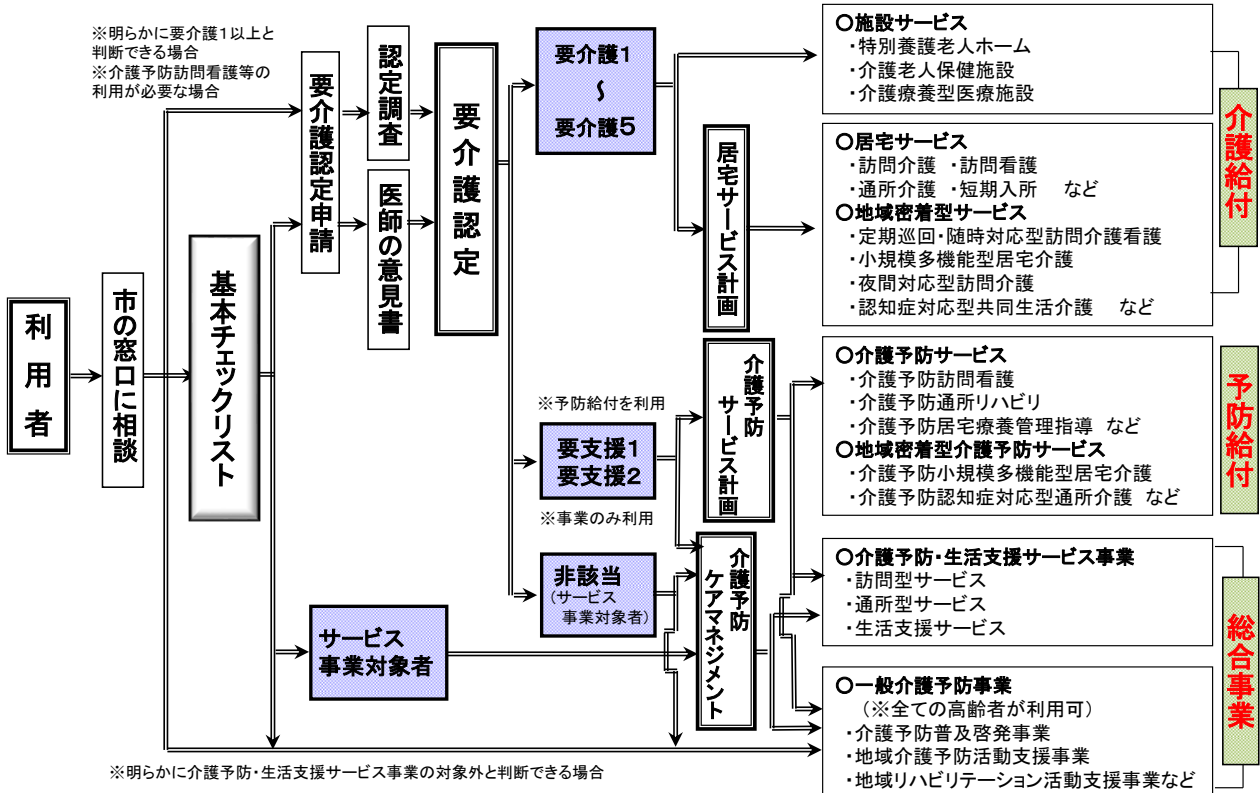 ※明らかに要介護1以上と
判断できる場合
※介護予防訪問看護等の
利用が必要な場合
利用者
市の窓口に相談
基本チェックリスト
要介護認定申請
認定調査
医師の意見書
要介護認定
要介護1
~
要介護5
※予防給付を利用
要支援1
要支援2
※事業のみ利用
非該当
(サービス
事業対象者)
サービス
事業対象者
居宅サービス計画
介護予防
サービス計画
介護予防
ケアマネジメント
○施設サービス
・特別養護老人ホーム
・介護老人保健施設
・介護療養型医療施設
○居宅サービス
・訪問介護 ・訪問看護
・通所介護 ・短期入所 など
○地域密着型サービス
・定期巡回・随時対応型訪問介護看護
・小規模多機能型居宅介護
・夜間対応型訪問介護
・認知症対応型共同生活介護 など
介護給付
○介護予防サービス
・介護予防訪問看護
・介護予防通所リハビリ
・介護予防居宅療養管理指導 など
○地域密着型介護予防サービス
・介護予防小規模多機能型居宅介護
・介護予防認知症対応型通所介護 など
予防給付
○介護予防・生活支援サービス事業
・訪問型サービス
・通所型サービス
・生活支援サービス
○一般介護予防事業
(※全ての高齢者が利用可)
・介護予防普及啓発事業
・地域介護予防活動支援事業
・地域リハビリテーション活動支援事業など
総合事業
※明らかに介護予防・生活支援サービス事業の対象外と判断できる場合